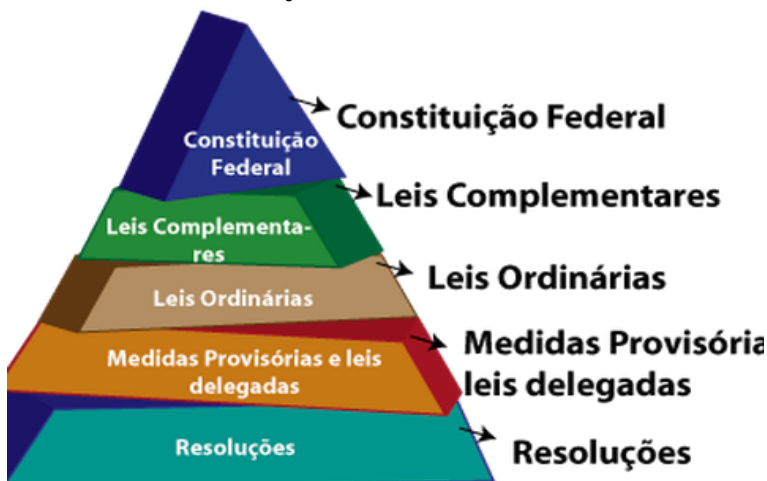 Constituição
Federal
Constituição Federal
Leis Complementa-
res
Leis Complementares
Leis Ordinárias
Leis Ordinárias
Medidas Provisórias e leis
delegadas
Medidas Provisória
leis delegadas
Resoluções
Resoluções